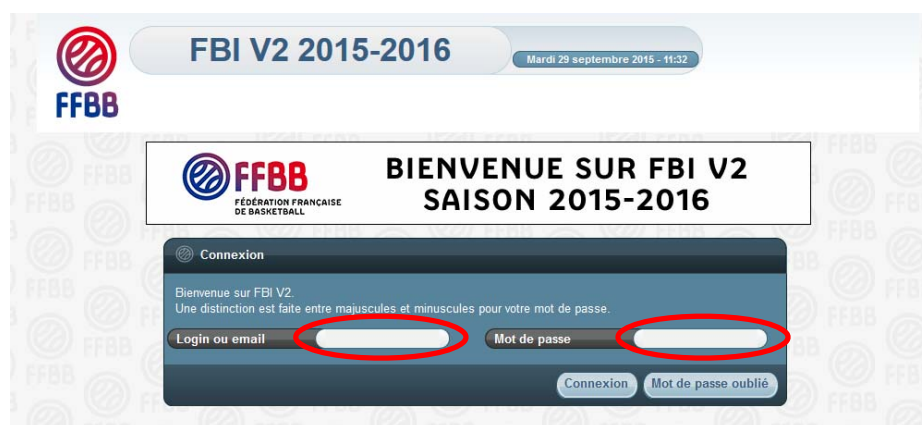 FBI V2 2015-2016
Mardi 29 septembre 2015 - 11:32
FFBB
FFBB
FÉDÉRATION FRANÇAISE
DE BASKETBALL
BIENVENUE SUR FBI V2
SAISON 2015-2016
Connexion
Bienvenue sur FBI V2.
Une distinction est faite entre majuscules et minuscules pour votre mot de passe.
Login ou email
Mot de passe
Connexion
Mot de passe oublié